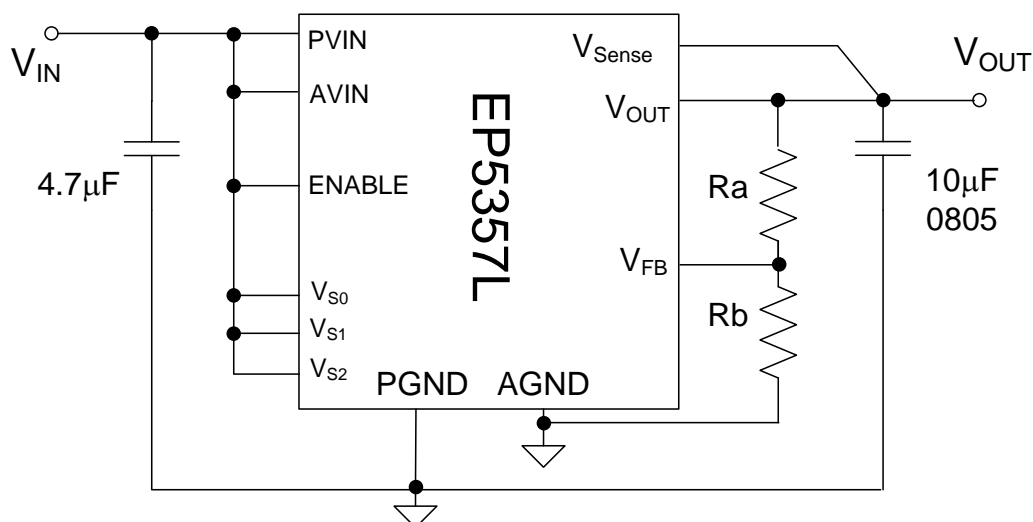 V_IN
4.7μF
PVIN
AVIN
ENABLE
V_S0
V_S1
V_S2
PGND
AGND
EP5357L
V_Sense
V_OUT
V_FB
Ra
Rb
V_OUT
10μF
0805